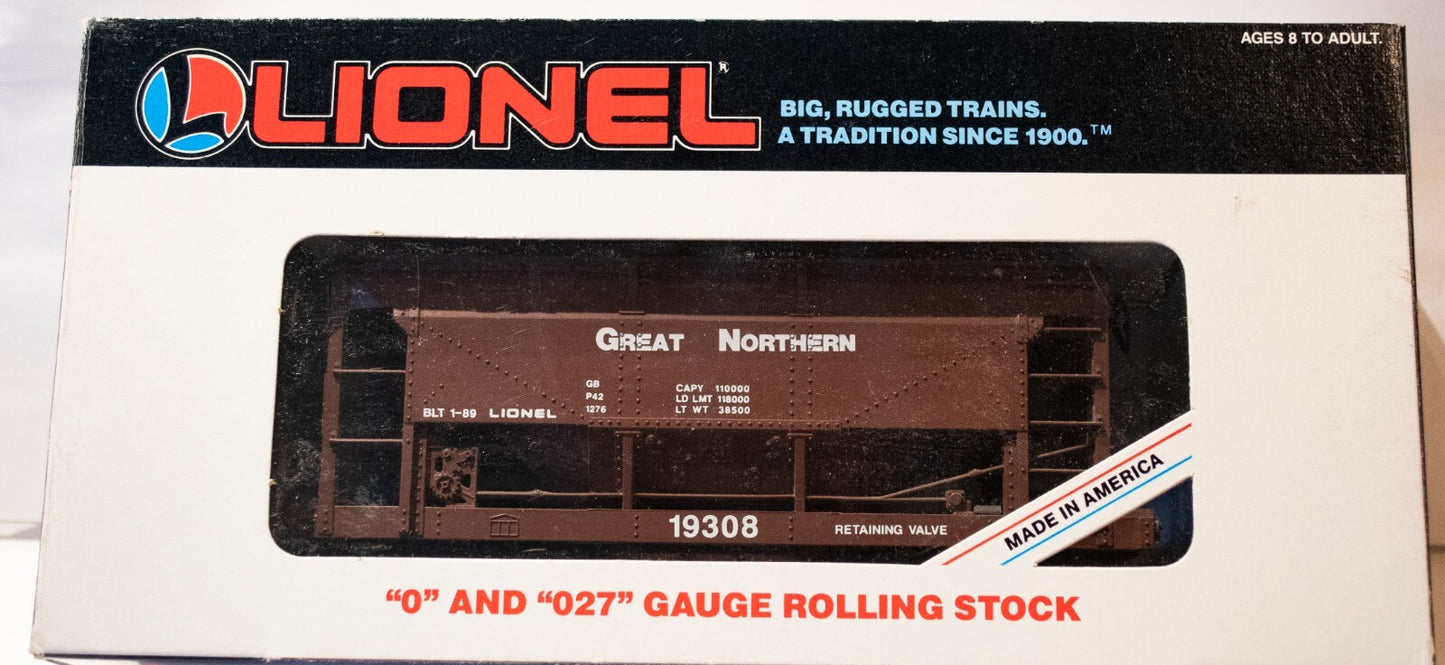 AGES 8 TO ADULT.
LIONEL®
BIG, RUGGED TRAINS.
A TRADITION SINCE 1900.™
GREAT NORTHERN
GB
P42
1276
CAPY 110000
LD LMT 118000
LT WT 38500
BLT 1-89 LIONEL
19308
RETAINING VALVE
MADE IN AMERICA
“0” AND “027” GAUGE ROLLING STOCK